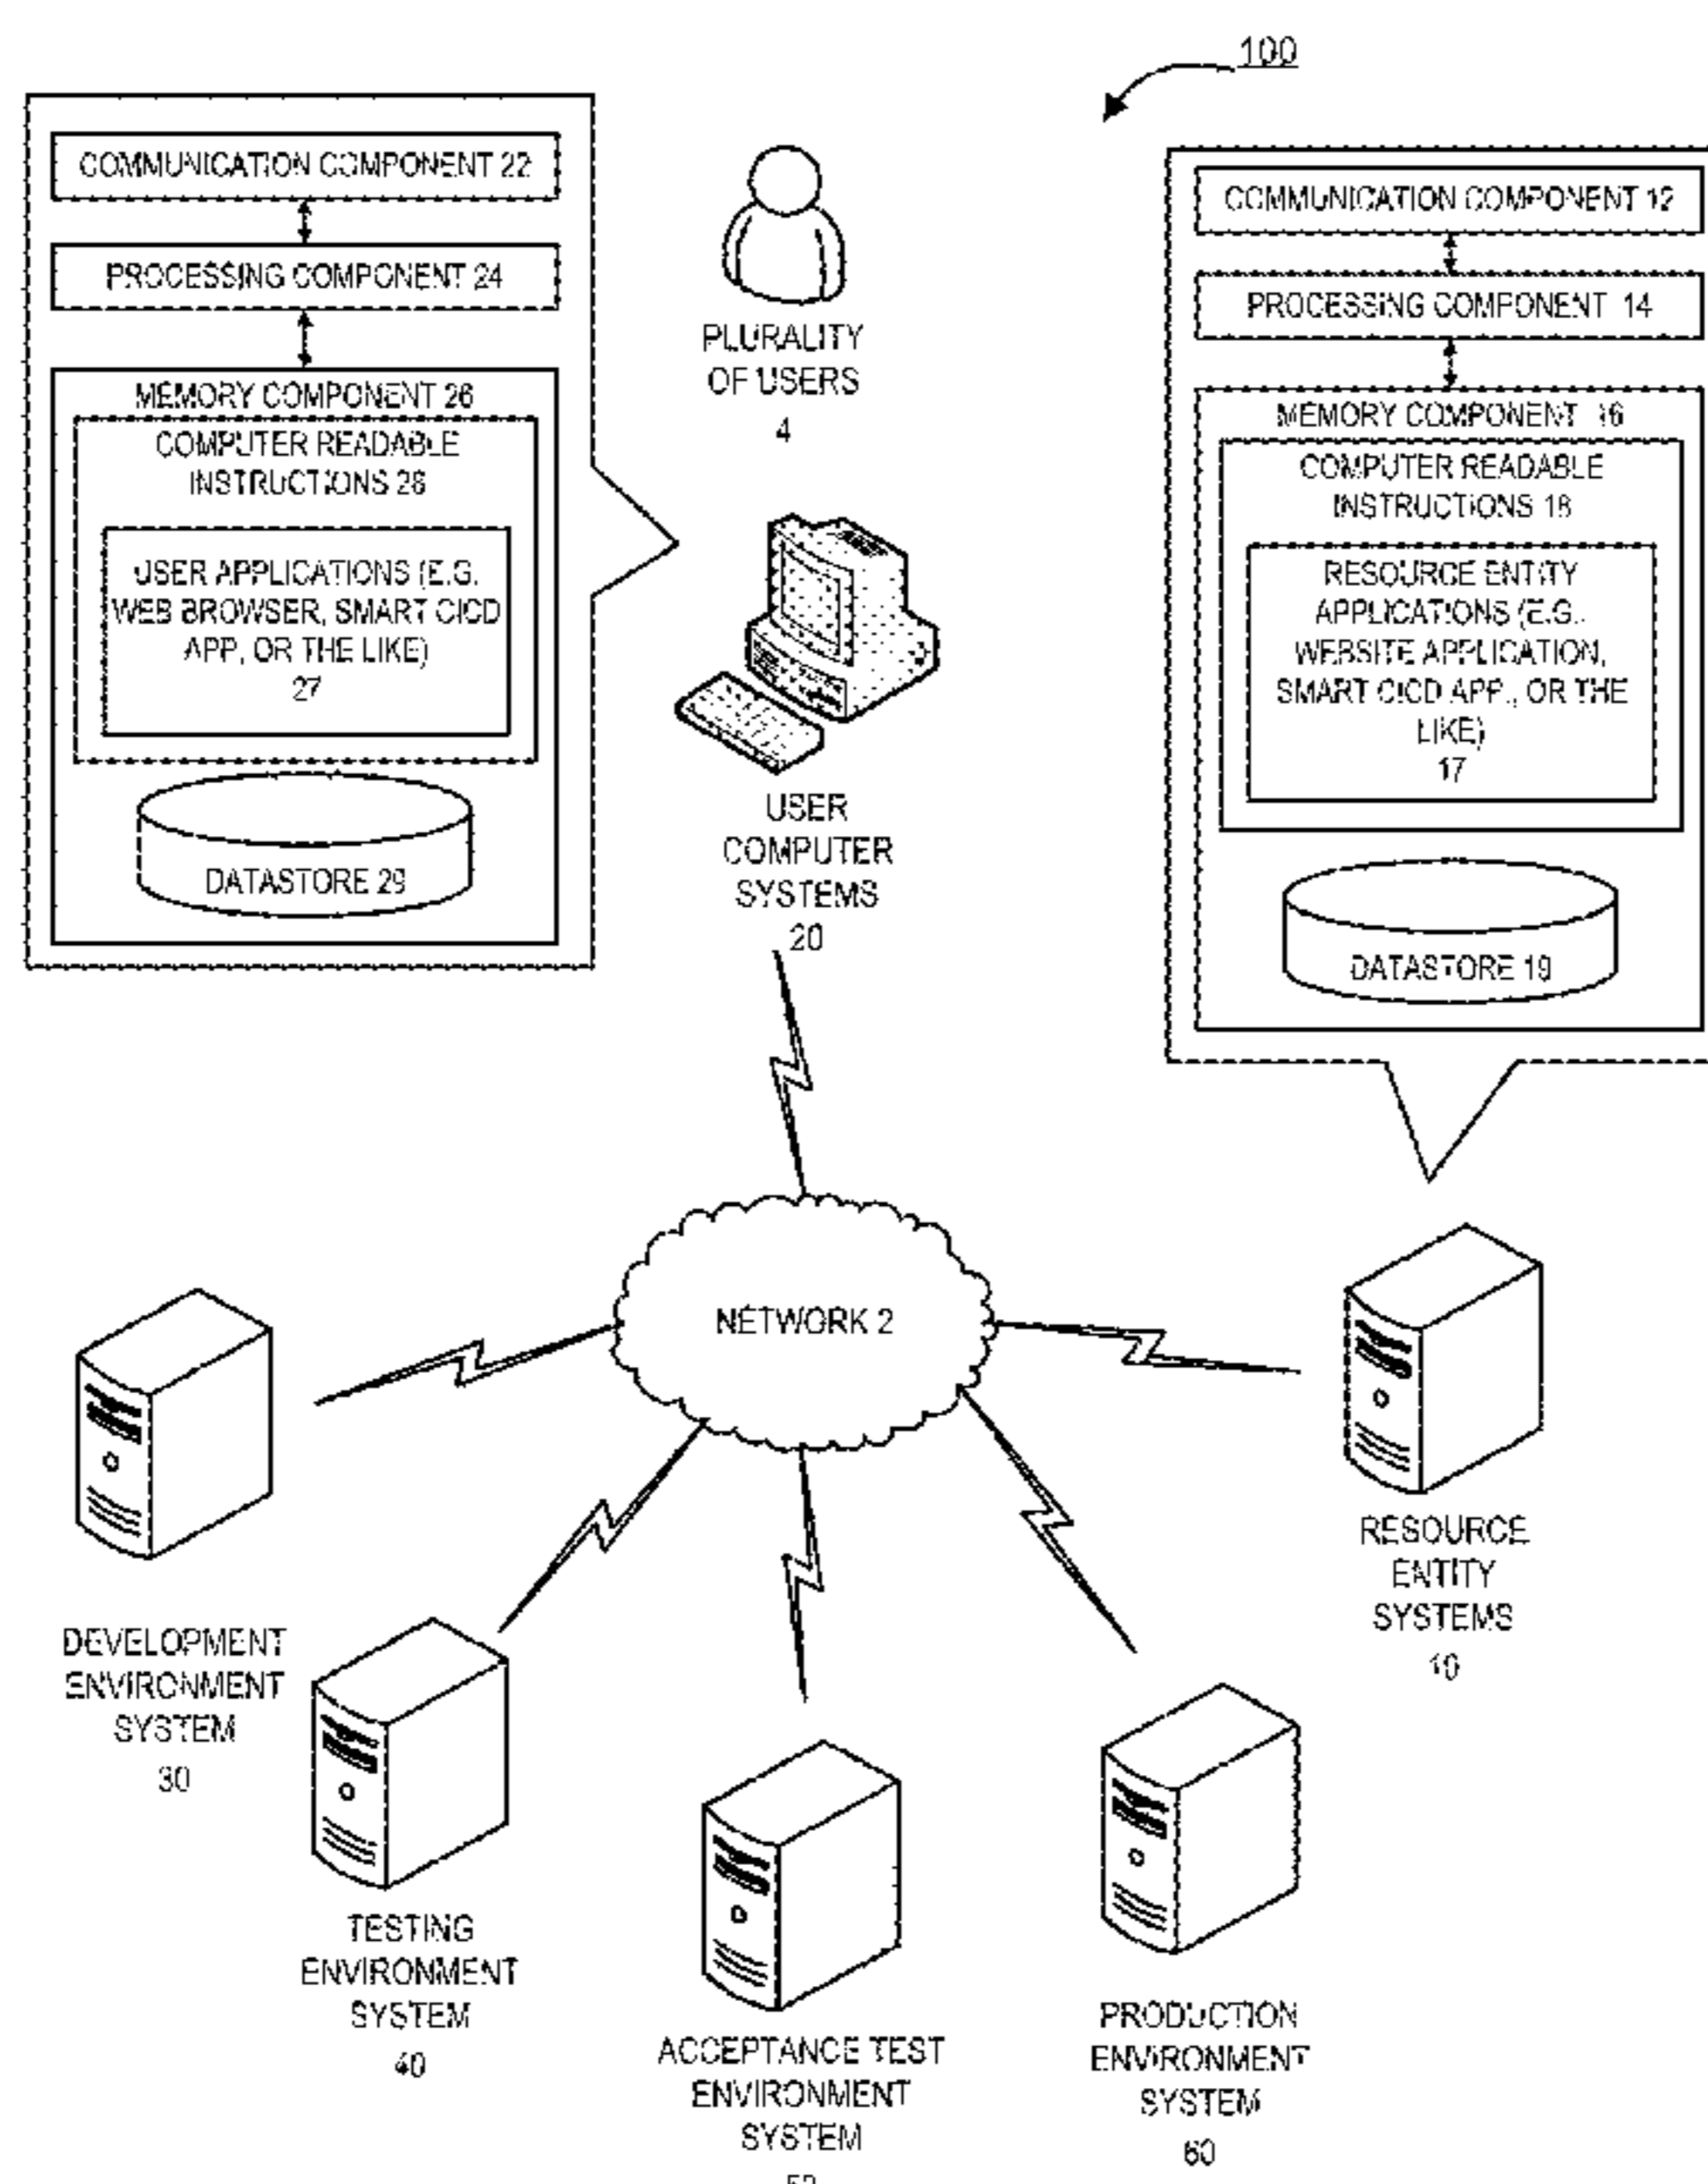 100
COMMUNICATION COMPONENT 22
PROCESSING COMPONENT 24
MEMORY COMPONENT 26
COMPUTER READABLE
INSTRUCTIONS 28
USER APPLICATIONS (E.G.
WEB BROWSER, SMART CICD
APP, OR THE LIKE)
27
DATASTORE 29
PLURALITY
OF USERS
4
USER
COMPUTER
SYSTEMS
20
COMMUNICATION COMPONENT 12
PROCESSING COMPONENT 14
MEMORY COMPONENT 16
COMPUTER READABLE
INSTRUCTIONS 18
RESOURCE ENTITY
APPLICATIONS (E.G.
WEBSITE APPLICATION,
SMART CICD APP., OR THE
LIKE)
17
DATASTORE 19
NETWORK 2
RESOURCE
ENTITY
SYSTEMS
10
DEVELOPMENT
ENVIRONMENT
SYSTEM
30
TESTING
ENVIRONMENT
SYSTEM
40
ACCEPTANCE TEST
ENVIRONMENT
SYSTEM
PRODUCTION
ENVIRONMENT
SYSTEM
60